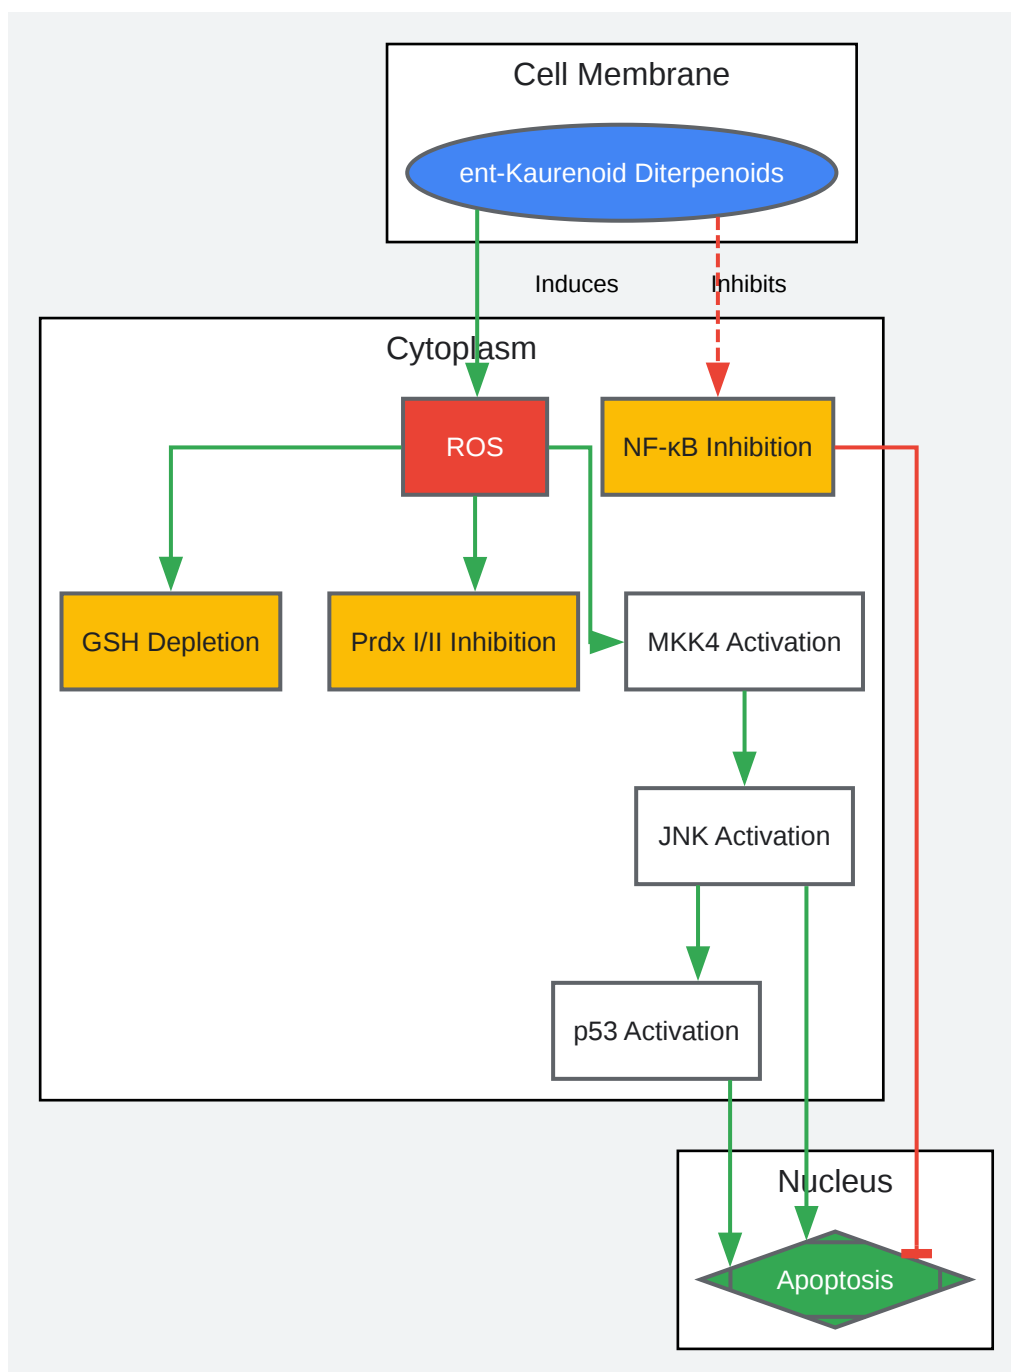 Cell Membrane
ent-Kaurenoid Diterpenoids
Induces
Inhibits
Cytoplasm
ROS
NF-κB Inhibition
GSH Depletion
Prdx I/II Inhibition
MKK4 Activation
JNK Activation
p53 Activation
Nucleus
Apoptosis